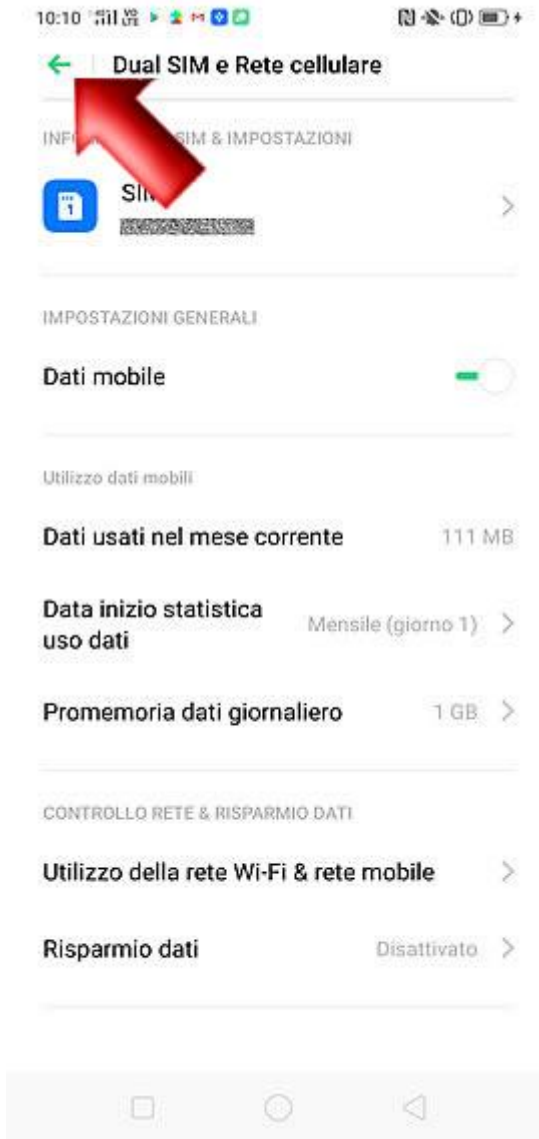 10:10
Dual SIM e Rete cellulare
SIM & IMPOSTAZIONI
IMPOSTAZIONI GENERALI
Dati mobile
Utilizzo dati mobili
Dati usati nel mese corrente 111 MB
Data inizio statistica
uso dati
Mensile (giorno 1)
Promemoria dati giornaliero 1 GB
CONTROLLO RETE & RISPARMIO DATI
Utilizzo della rete Wi-Fi & rete mobile
Risparmio dati Disattivato